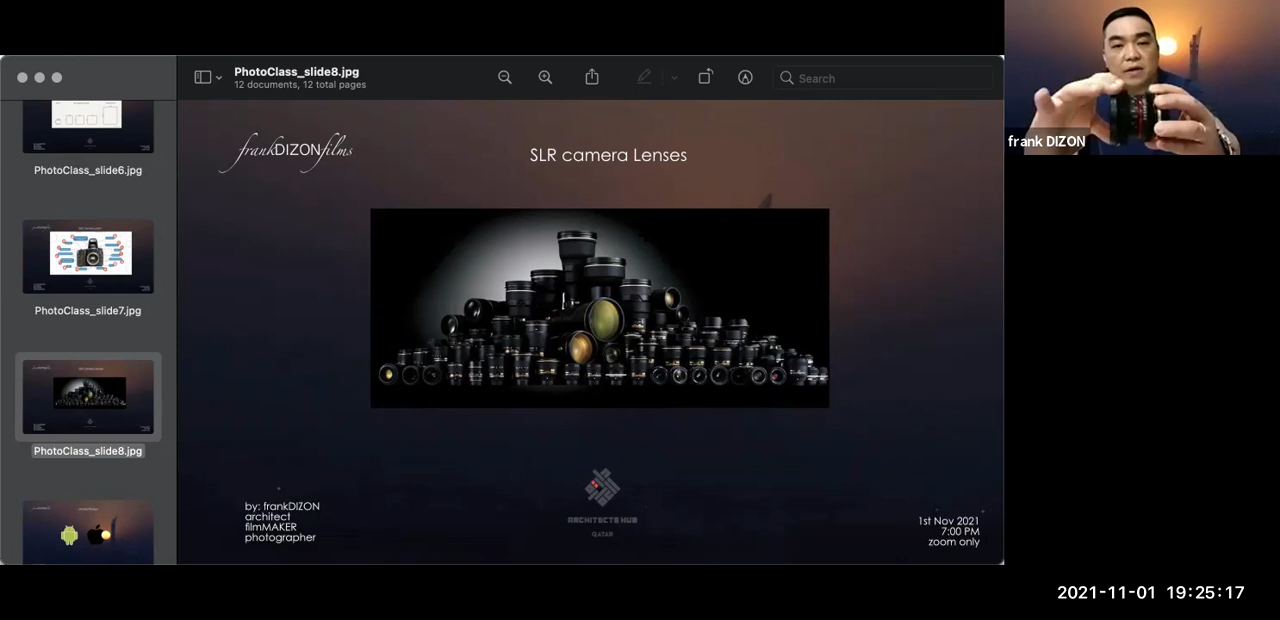 PhotoClass_slide8.jpg
12 documents, 12 total pages
Search
PhotoClass_slide6.jpg
PhotoClass_slide7.jpg
PhotoClass_slide8.jpg
frankDIZONfilms
SLR camera Lenses
by: frankDIZON
architect
filmMAKER
photographer
ARCHITECTS HUB
QATAR
1st Nov 2021
7:00 PM
zoom only
frank DIZON
2021-11-01 19:25:17